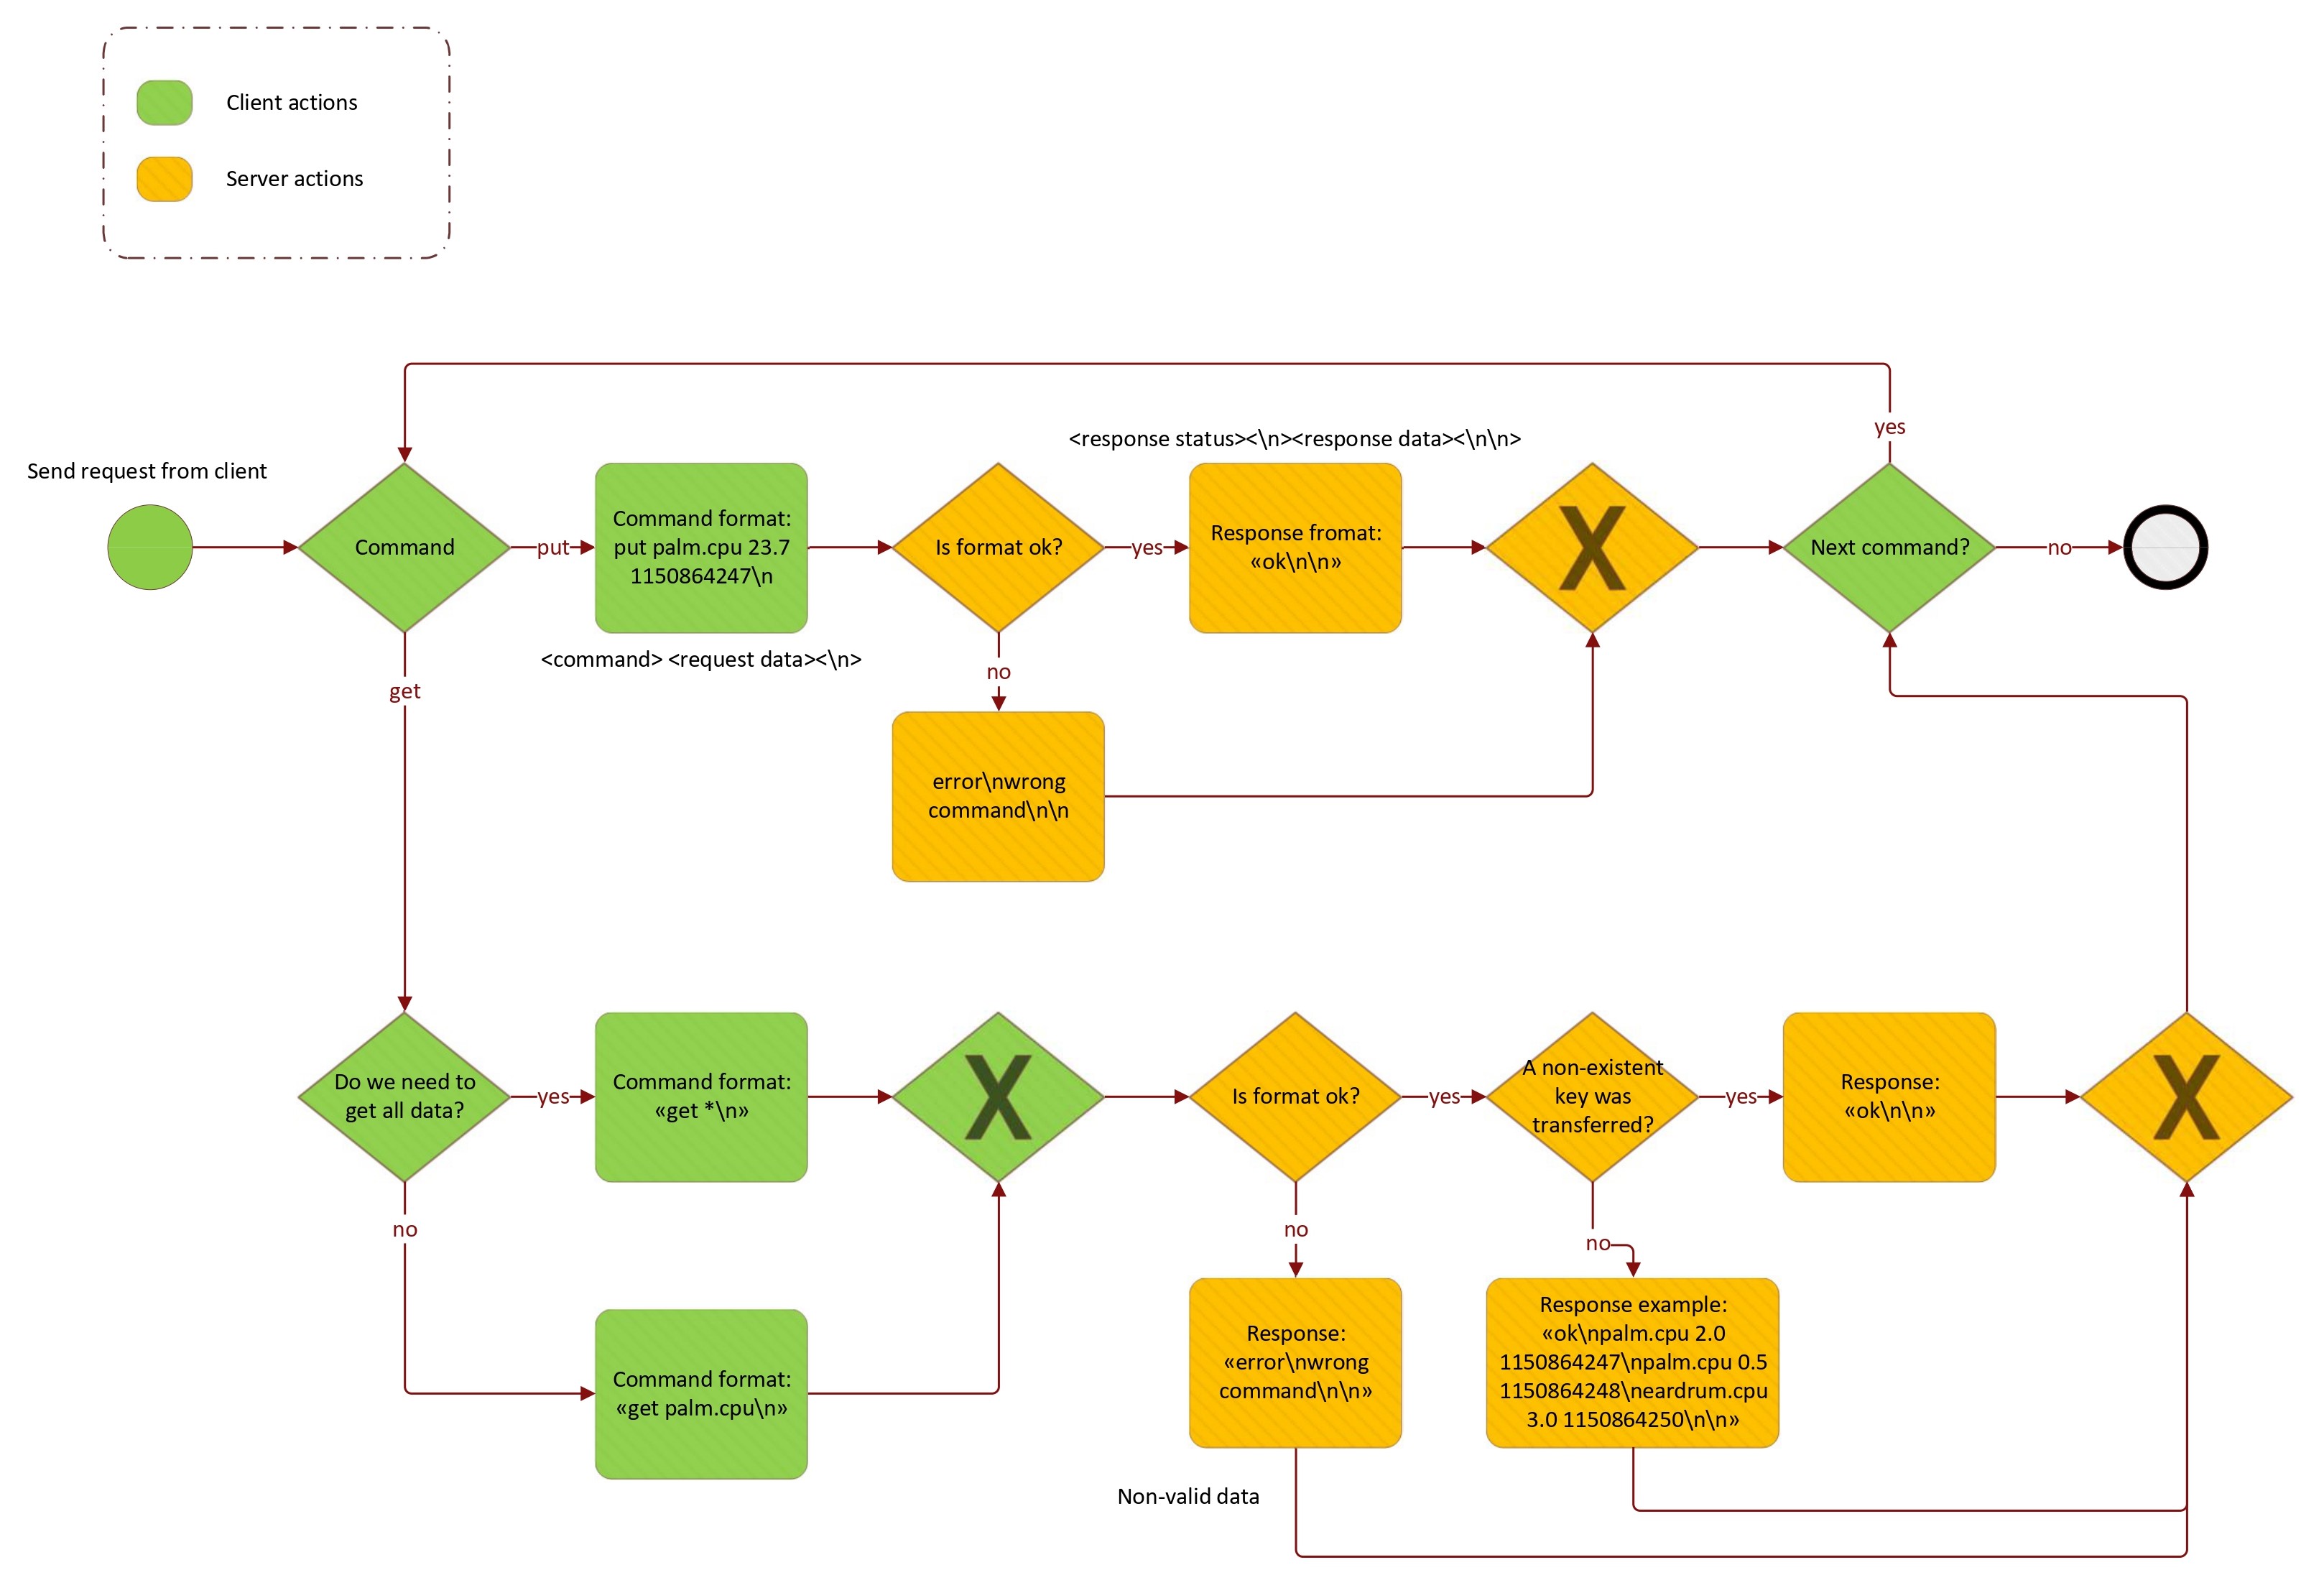 Client actions
Server actions
yes
<response status><\n><response data><\n\n>
Send request from client
Command
put
Command format:
put palm.cpu 23.7
1150864247\n
Is format ok?
yes
Response fromat:
«ok\n\n»
X
Next command?
no
<command> <request data><\n>
no
get
error\nwrong
command\n\n
Do we need to
get all data?
yes
Command format:
«get *\n»
X
Is format ok?
yes
A non-existent
key was
transferred?
yes
Response:
«ok\n\n»
X
no
no
no
Command format:
«get palm.cpu\n»
Response:
«error\nwrong
command\n\n»
Response example:
«ok\npalm.cpu 2.0
1150864247\npalm.cpu 0.5
1150864248\neardrum.cpu
3.0 1150864250\n\n»
Non-valid data